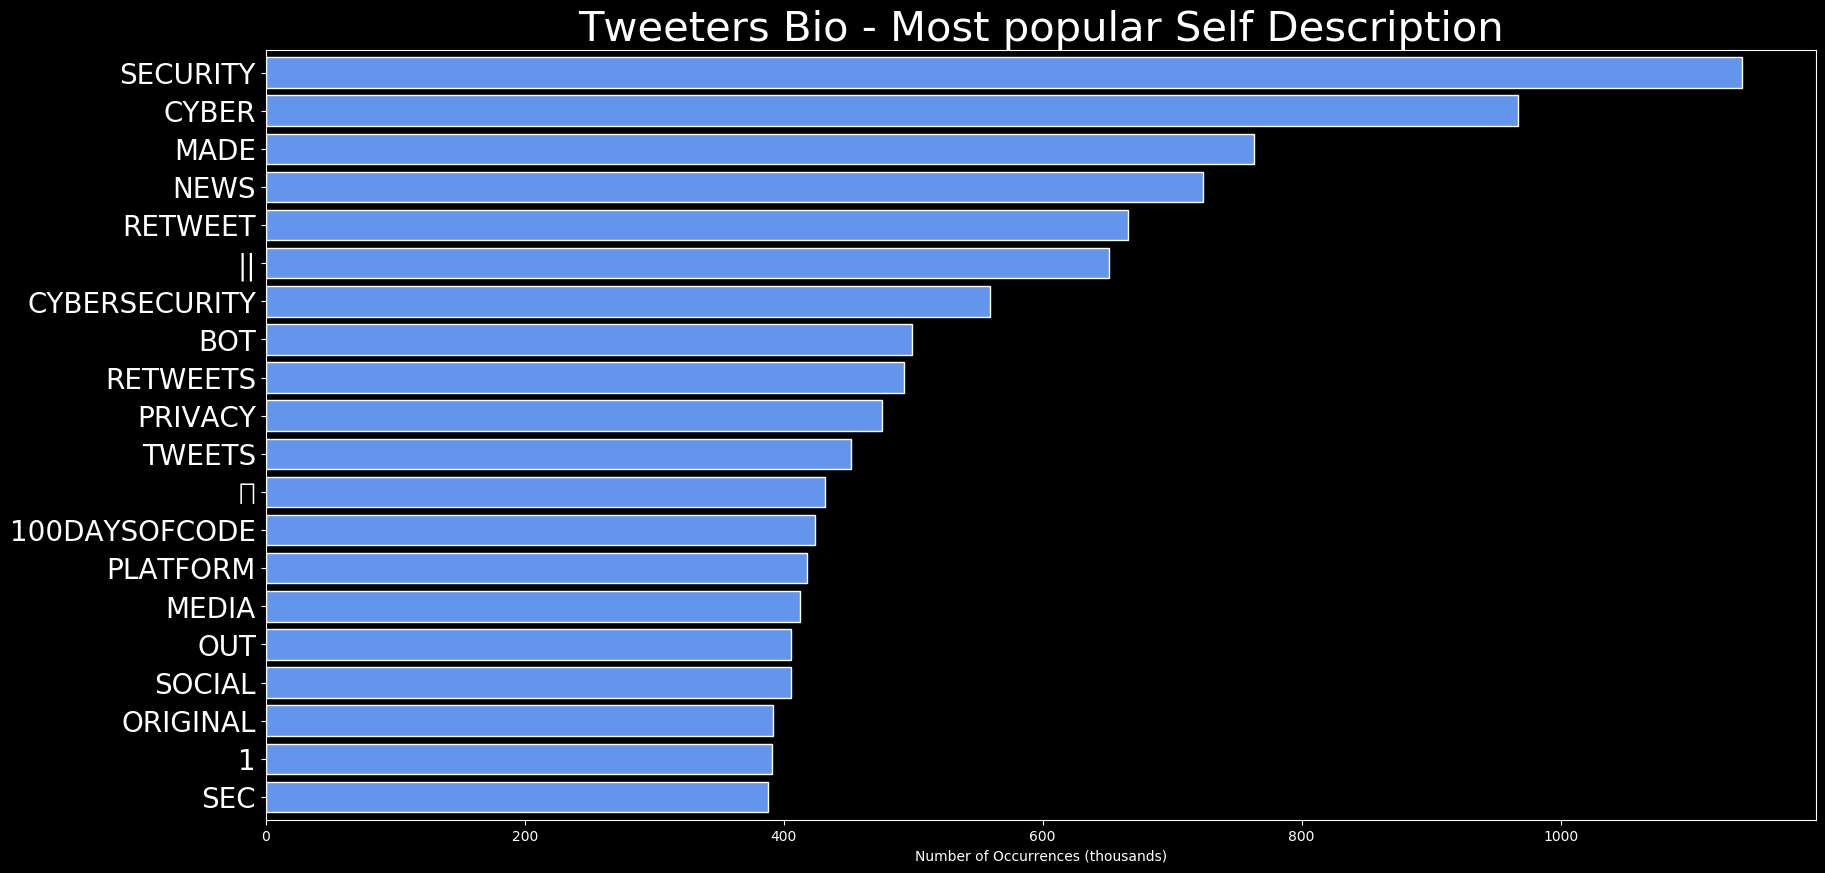 Tweeters Bio - Most popular Self Description
SECURITY
CYBER
MADE
NEWS
RETWEET
||
CYBERSECURITY
BOT
RETWEETS
PRIVACY
TWEETS
100DAYSOFCODE
PLATFORM
MEDIA
OUT
SOCIAL
ORIGINAL
1
SEC
0 200 400 600 800 1000
Number of Occurrences (thousands)